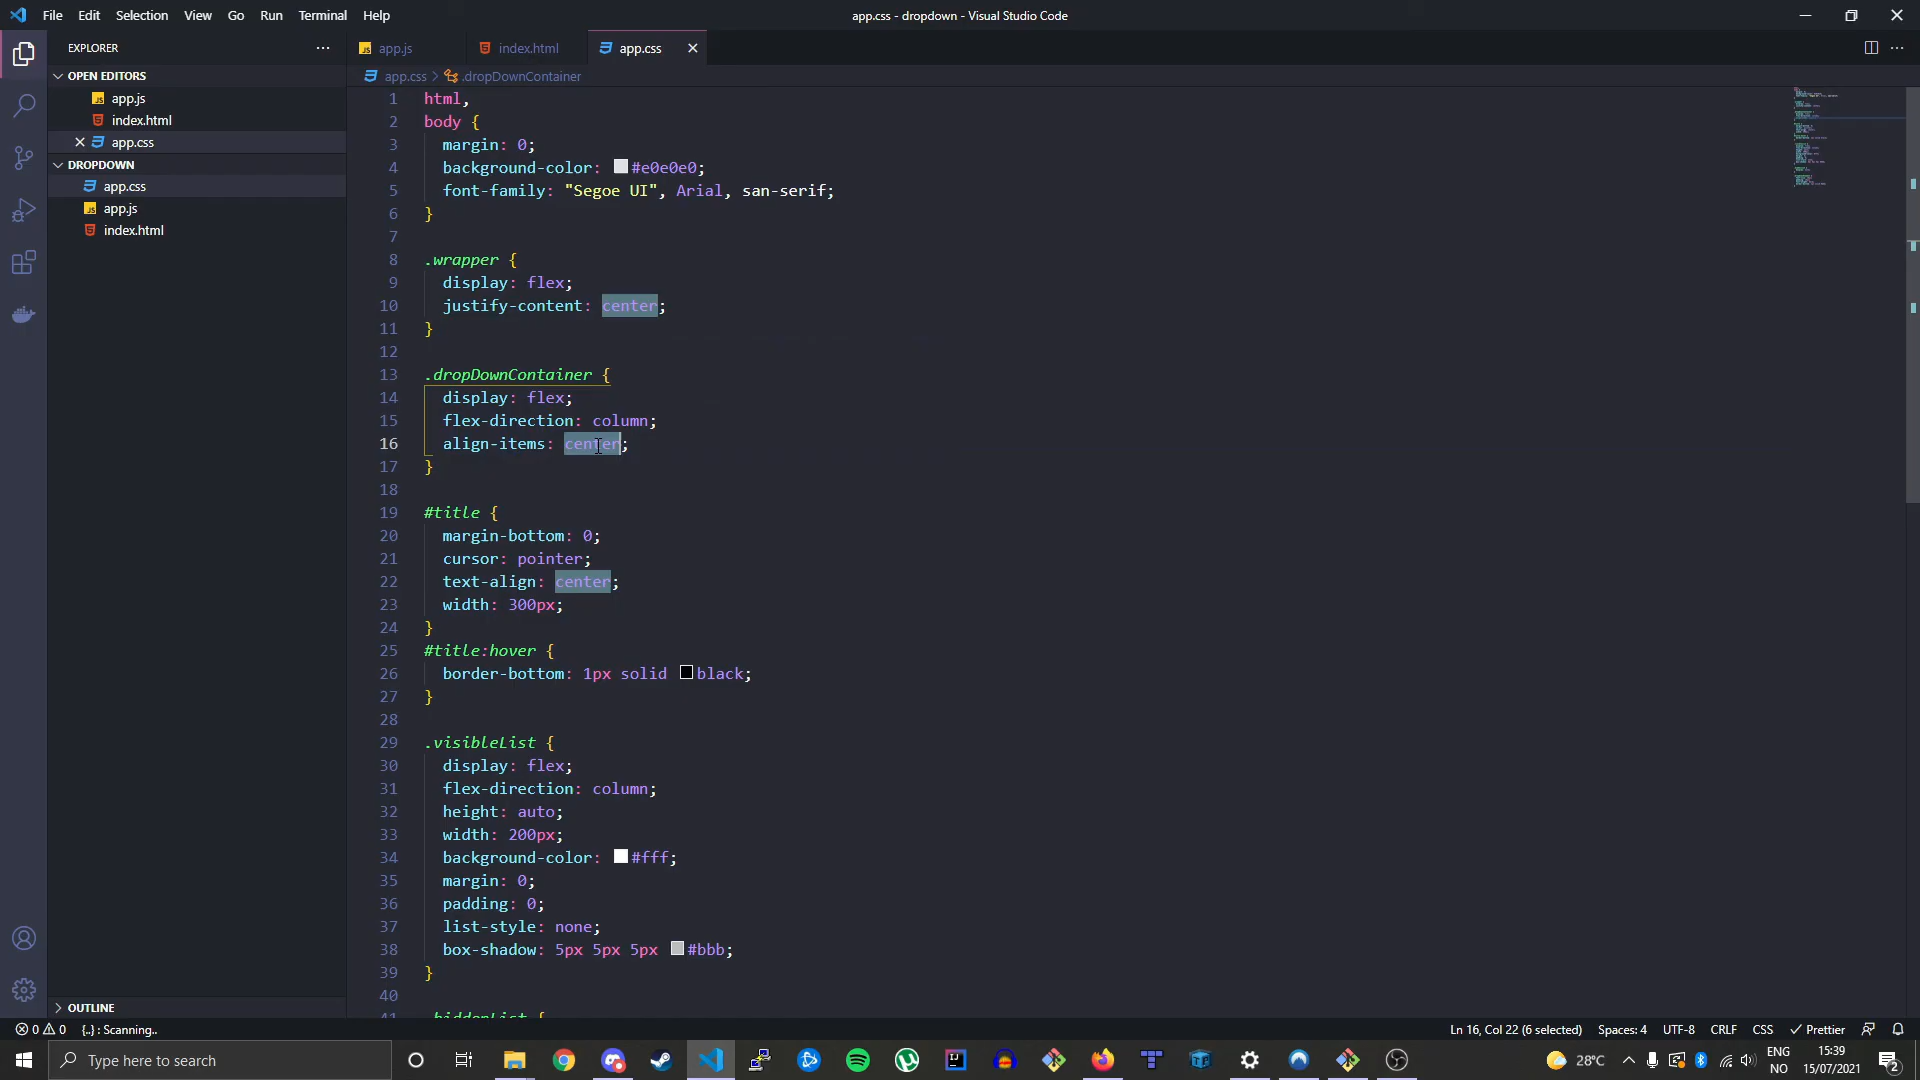 File Edit Selection View Go Run Terminal Help
app.css - dropdown - Visual Studio Code
EXPLORER
app.js
index.html
app.css
OPEN EDITORS
app.js
index.html
app.css
DROPDOWN
app.css
app.js
index.html
OUTLINE
app.css > .dropDownContainer
1 html,
2 body {
3 margin: 0;
4 background-color: #e0e0e0;
5 font-family: "Segoe UI", Arial, san-serif;
6 }
7
8 .wrapper {
9 display: flex;
10 justify-content: center;
11 }
12
13 .dropDownContainer {
14 display: flex;
15 flex-direction: column;
16 align-items: center;
17 }
18
19 #title {
20 margin-bottom: 0;
21 cursor: pointer;
22 text-align: center;
23 width: 300px;
24 }
25 #title:hover {
26 border-bottom: 1px solid black;
27 }
28
29 .visibleList {
30 display: flex;
31 flex-direction: column;
32 height: auto;
33 width: 200px;
34 background-color: #fff;
35 margin: 0;
36 padding: 0;
37 list-style: none;
38 box-shadow: 5px 5px 5px #bbb;
39 }
40
41 .hiddenList {
0 0 {..} : Scanning..
Ln 16, Col 22 (6 selected) Spaces: 4 UTF-8 CRLF CSS Prettier
Type here to search
28°C
ENG
NO
15:39
15/07/2021
2